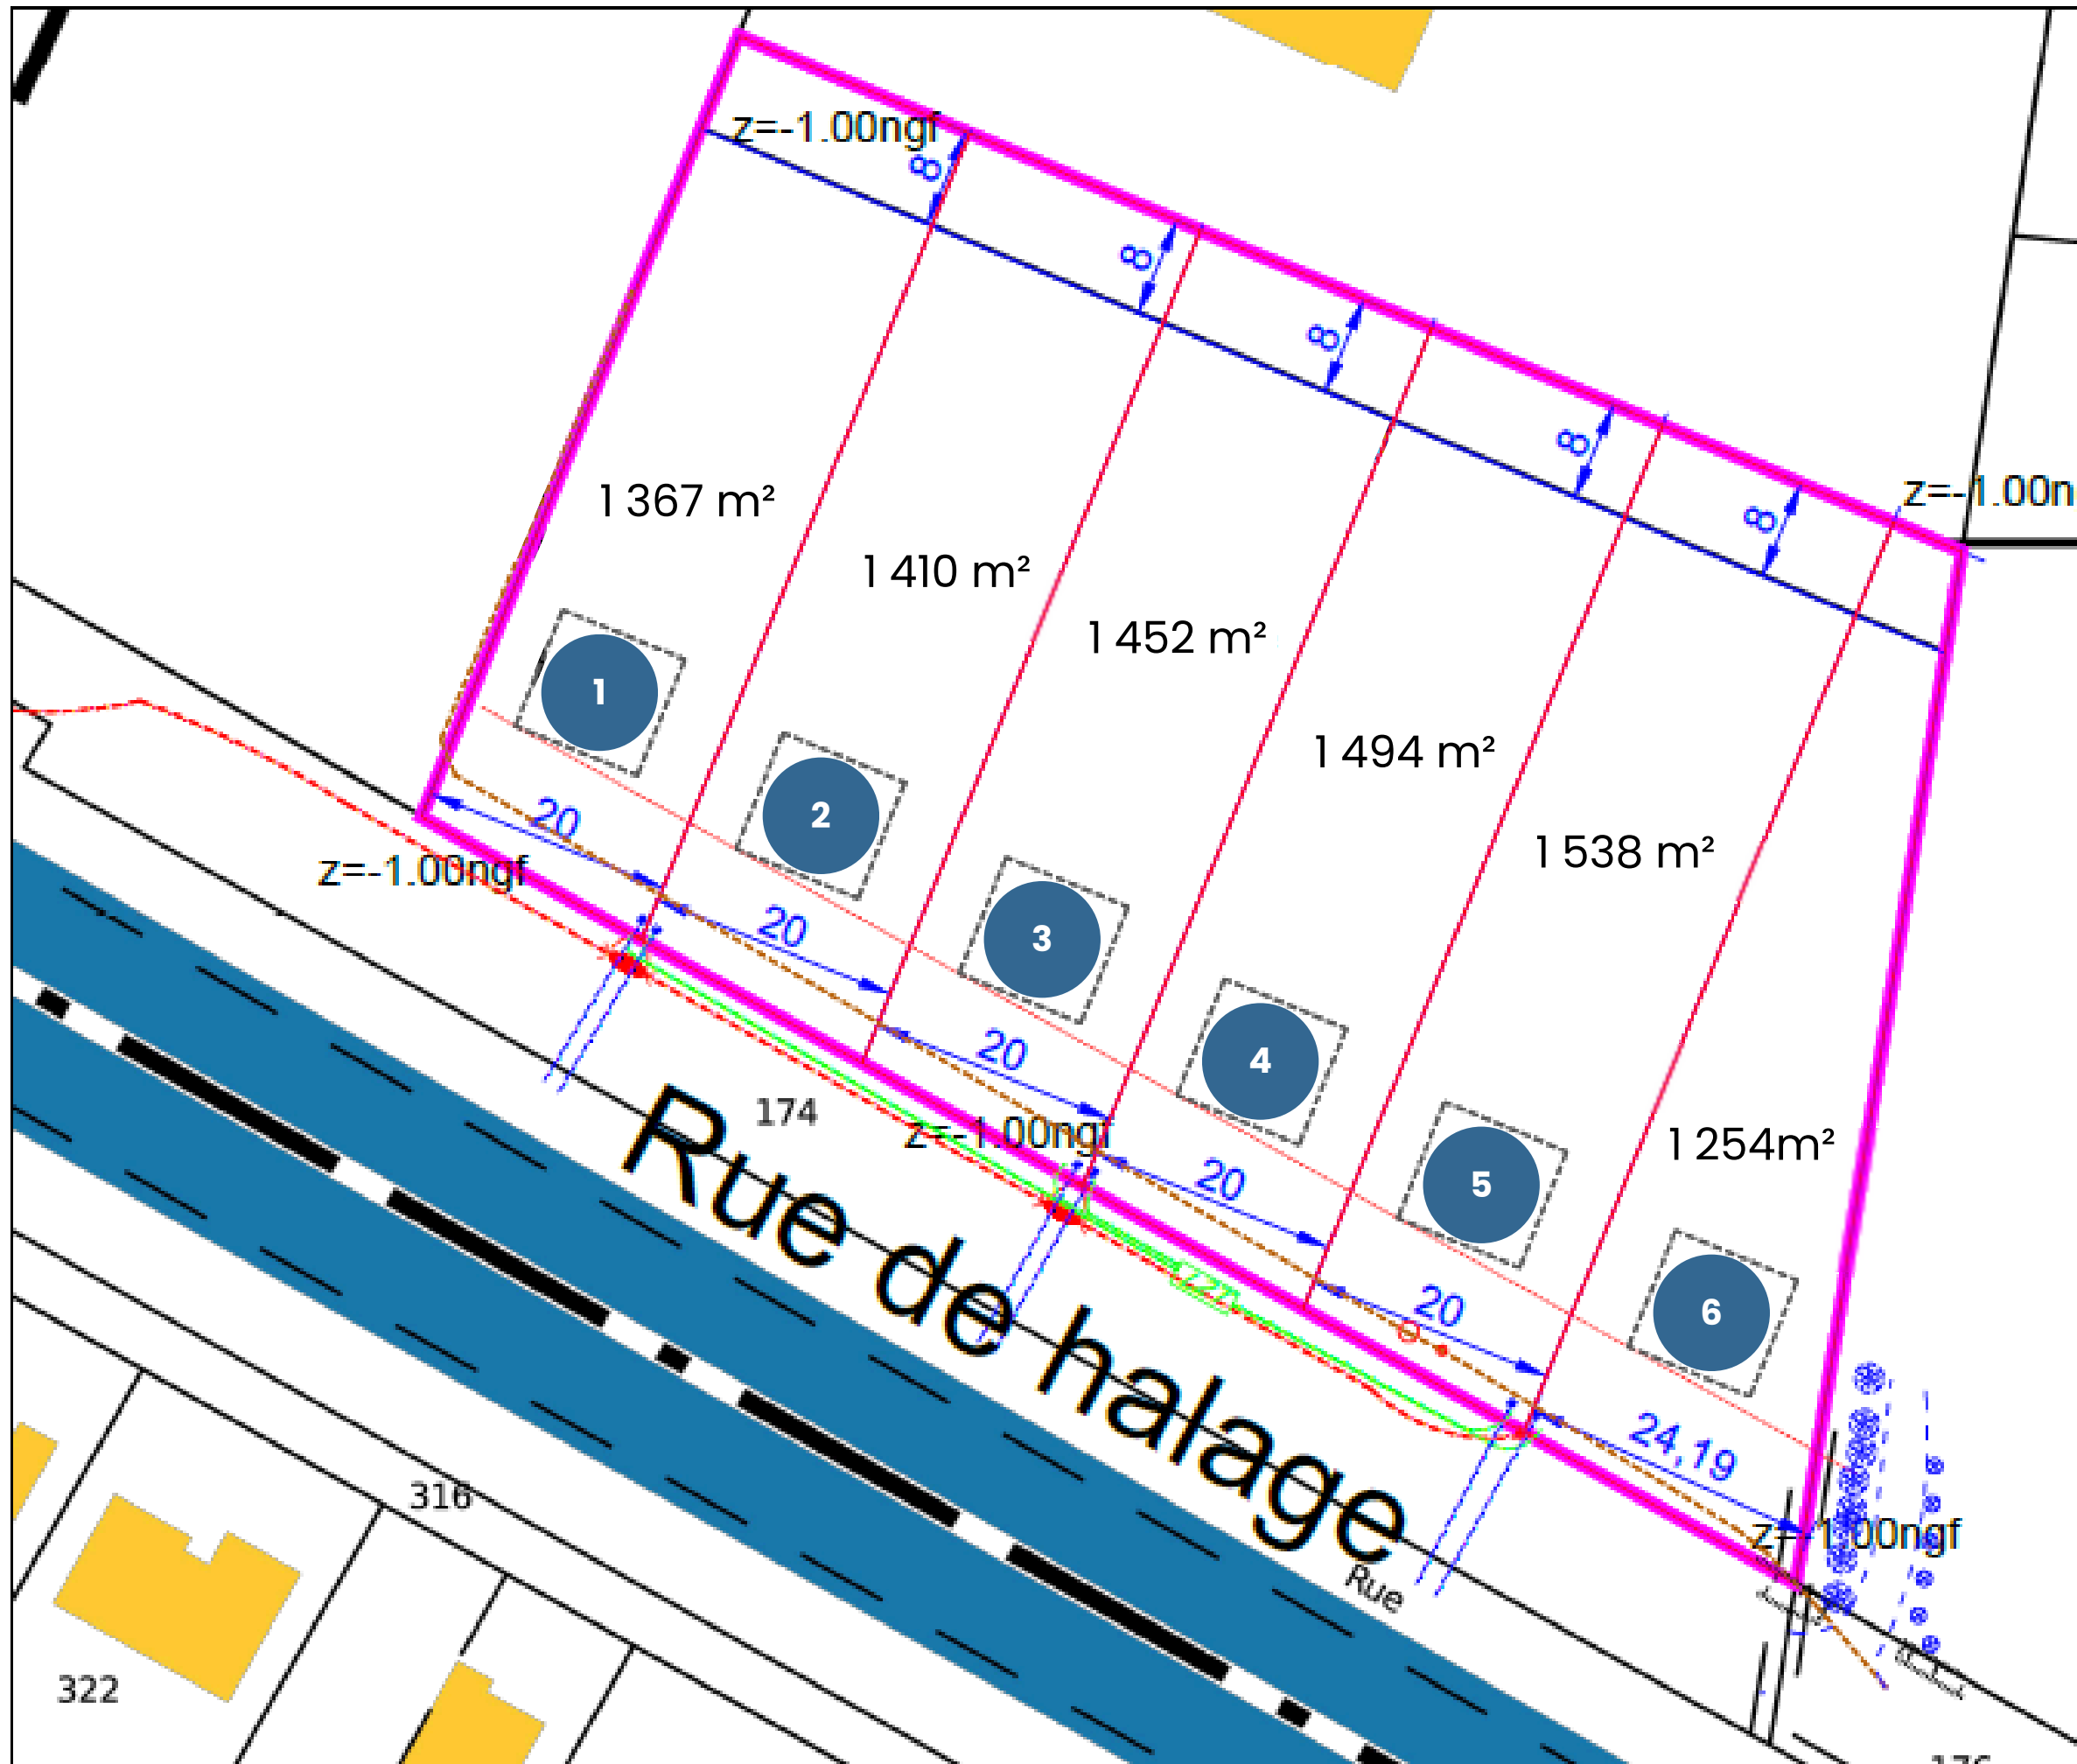 z=-1.00ngf
8
8
8
8
8
z=-1.00n
1 367 m²
1 410 m²
1 452 m²
1 494 m²
1 538 m²
1 254m²
1
2
3
4
5
6
20
20
20
20
20
24,19
z=-1.00ngf
z=-1.00ngf
z=-1.00ngf
174
Rue de halage
Rue
316
322